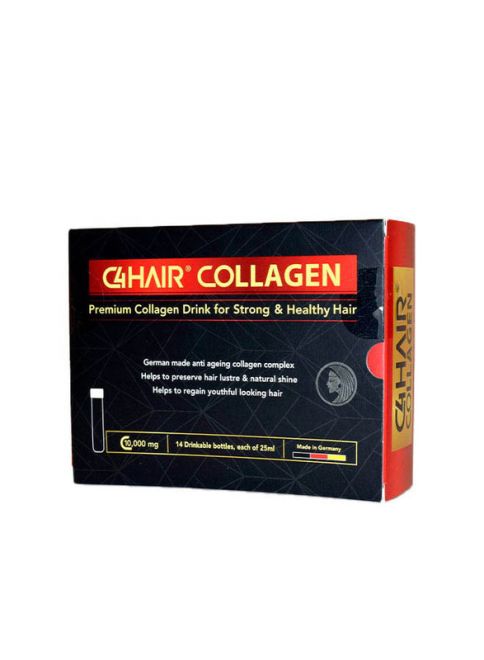 C4HAIR® COLLAGEN
Premium Collagen Drink for Strong & Healthy Hair
German made anti ageing collagen complex
Helps to preserve hair lustre & natural shine
Helps to regain youthful looking hair
10,000 mg
14 Drinkable bottles, each of 25ml
Made in Germany
C4HAIR
COLLAGEN